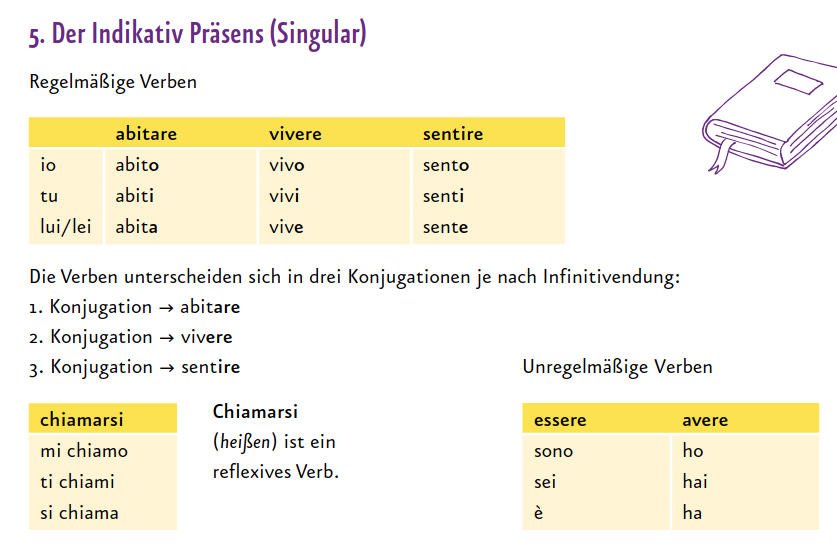 5. Der Indikativ Präsens (Singular)
Regelmäßige Verben
abitare vivere sentire
io abito vivo sento
tu abiti vivi senti
lui/lei abita vive sente
Die Verben unterscheiden sich in drei Konjugationen je nach Infinitivendung:
1. Konjugation → abitare
2. Konjugation → vivere
3. Konjugation → sentire
Unregelmäßige Verben
chiamarsi
mi chiamo
ti chiami
si chiama
Chiamarsi
(heißen) ist ein
reflexives Verb.
essere avere
sono ho
sei hai
è ha